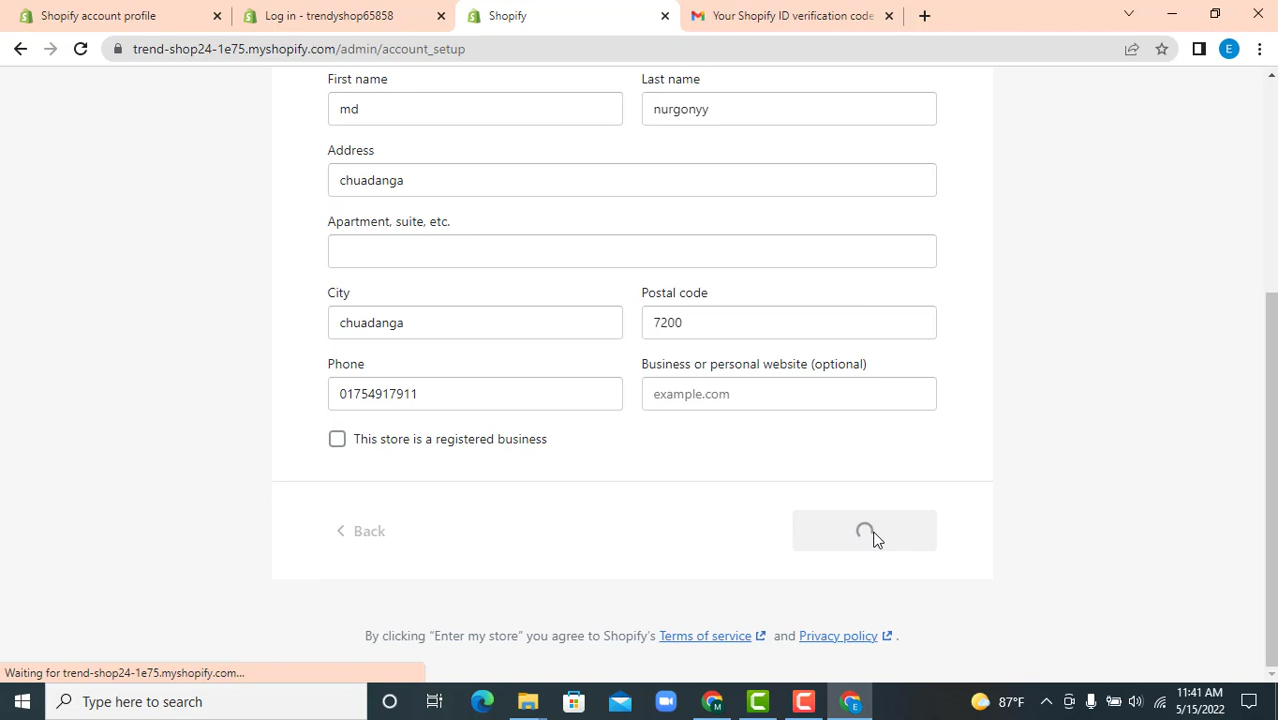 Shopify account profile
Log in - trendyshop65858
Shopify
Your Shopify ID verification code
trend-shop24-1e75.myshopify.com/admin/account_setup
E
First name
Last name
md
nurgonyy
Address
chuadanga
Apartment, suite, etc.
City
Postal code
chuadanga
7200
Phone
Business or personal website (optional)
01754917911
example.com
This store is a registered business
Back
By clicking “Enter my store” you agree to Shopify’s Terms of service and Privacy policy .
Waiting for trend-shop24-1e75.myshopify.com...
Type here to search
M
E
87°F
11:41 AM
5/15/2022